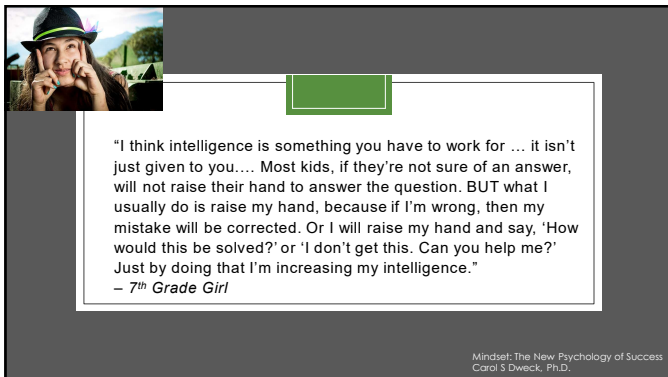 “I think intelligence is something you have to work for … it isn’t
just given to you.… Most kids, if they’re not sure of an answer,
will not raise their hand to answer the question. BUT what I
usually do is raise my hand, because if I’m wrong, then my
mistake will be corrected. Or I will raise my hand and say, ‘How
would this be solved?’ or ‘I don’t get this. Can you help me?’
Just by doing that I’m increasing my intelligence.”
– 7th Grade Girl
Mindset: The New Psychology of Success
Carol S Dweck, Ph.D.